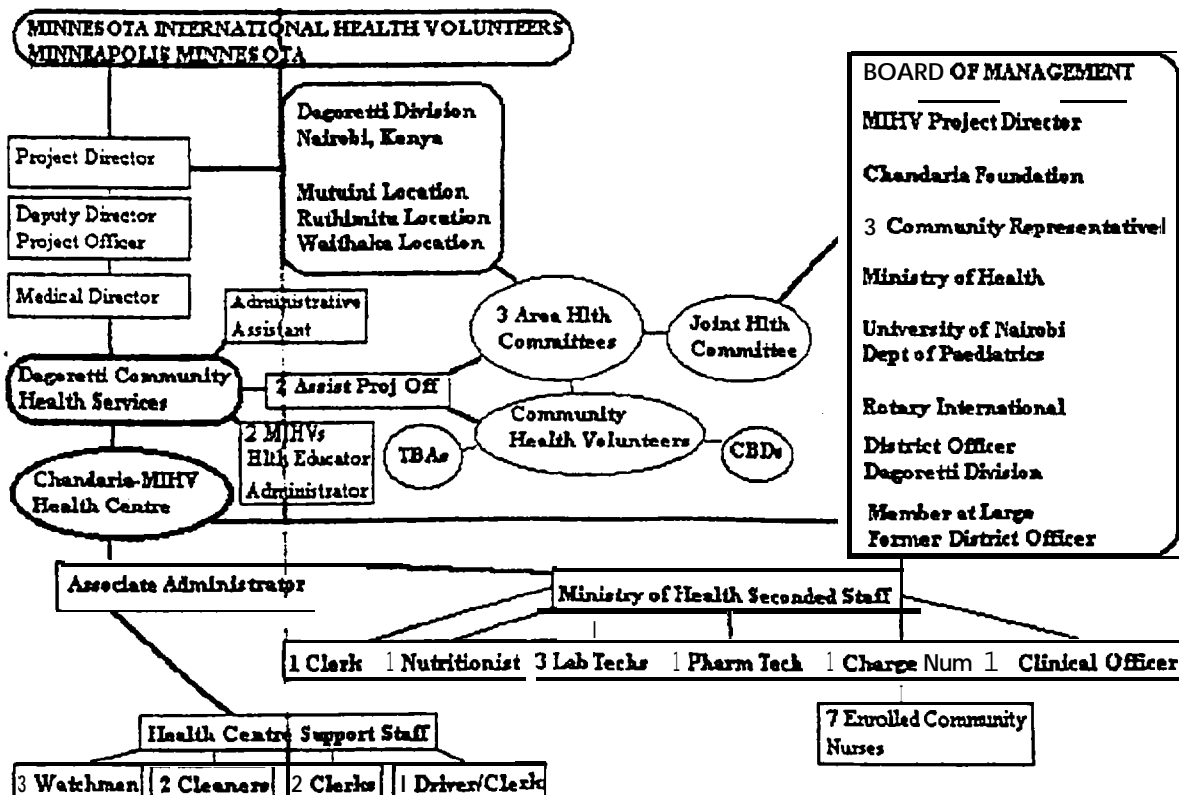 MINNESOTA INTERNATIONAL HEALTH VOLUNTEERS
MINNEAPOLIS MINNESOTA
Project Director
Deputy Director
Project Officer
Medical Director
Dagoretti Community
Health Services
Chandaria-MIHV
Health Centre
Dagoretti Division
Nairobi, Kenya
Mutuini Location
Ruthimitu Location
Waithaka Location
Administrative
Assistant
2 Assist Proj Off
2 MIHVs
Hlth Educator
Administrator
3 Area Hlth
Committees
Joint Hlth
Committee
Community
Health Volunteers
TBAs
CBDs
BOARD OF MANAGEMENT
MIHV Project Director
Chandaria Foundation
3 Community Representative
Ministry of Health
University of Nairobi
Dept of Paediatrics
Rotary International
District Officer
Dagoretti Division
Member at Large
Former District Officer
Associate Administrator
Ministry of Health Seconded Staff
1 Clerk
1 Nutritionist
3 Lab Techs
1 Pharm Tech
1 Charge Num
1 Clinical Officer
7 Enrolled Community
Nurses
Health Centre Support Staff
3 Watchman
2 Cleaners
2 Clerks
1 Driver/Clerk